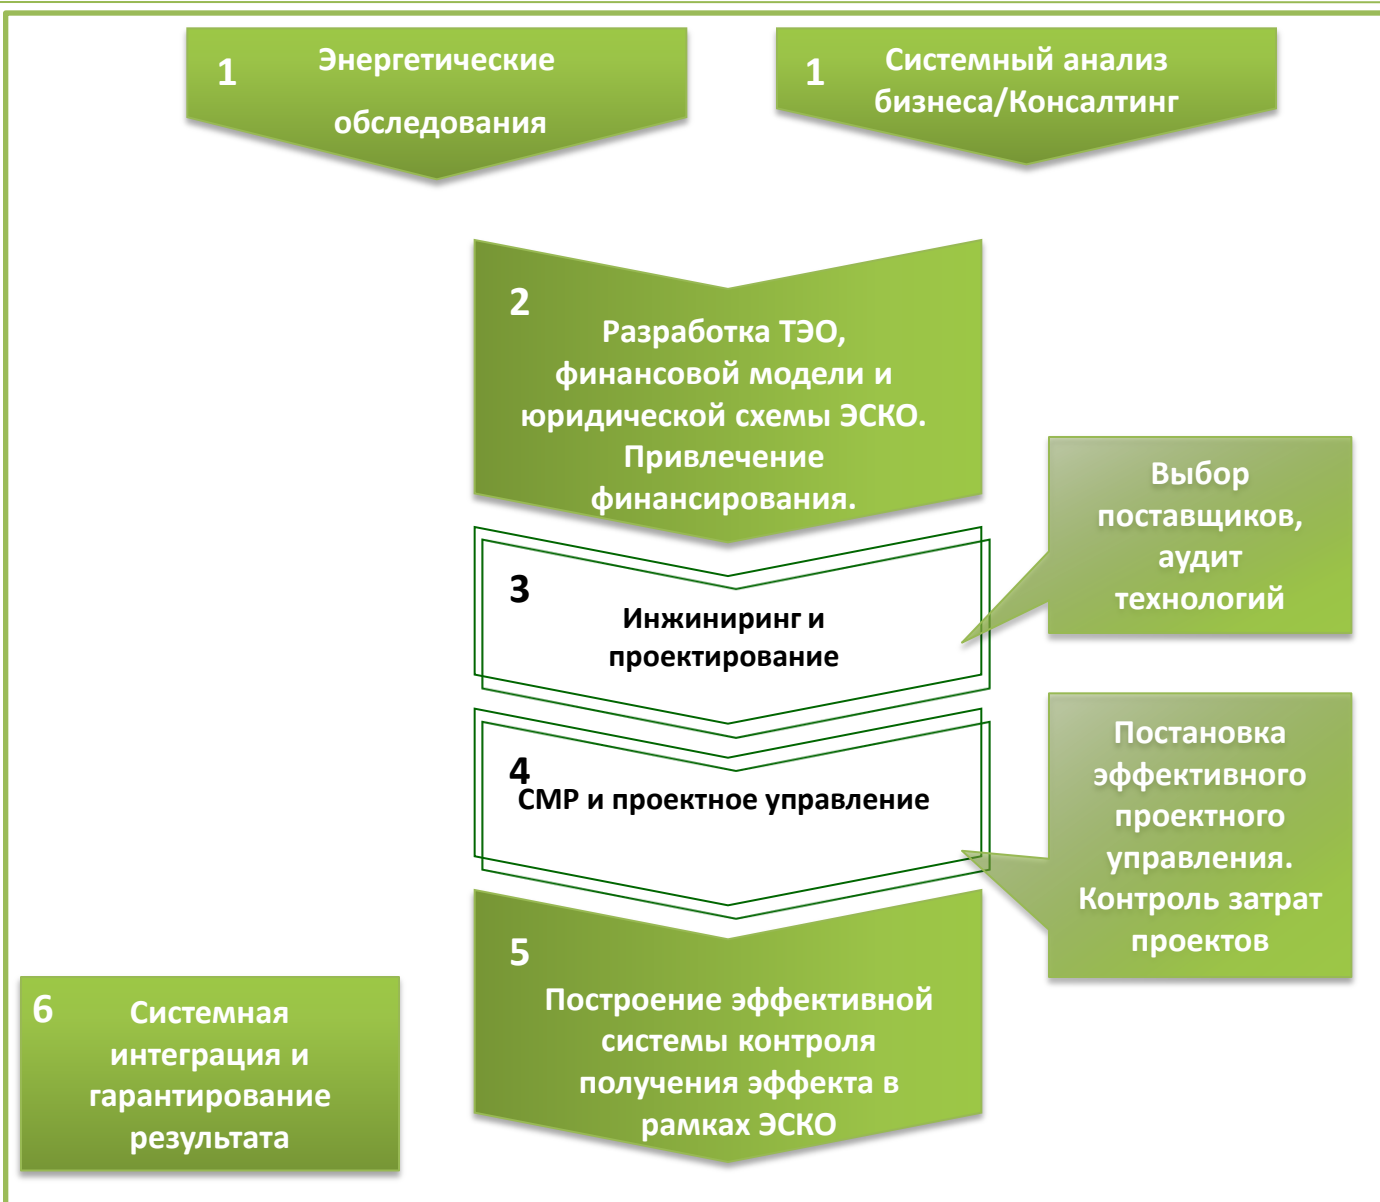 1
Энергетические
обследования
1
Системный анализ
бизнеса/Консалтинг
2
Разработка ТЭО,
финансовой модели и
юридической схемы ЭСКО.
Привлечение
финансирования.
3
Инжиниринг и
проектирование
Выбор
поставщиков,
аудит
технологий
4
СМР и проектное управление
Постановка
эффективного
проектного
управления.
Контроль затрат
проектов
5
Построение эффективной
системы контроля
получения эффекта в
рамках ЭСКО
6
Системная
интеграция и
гарантирование
результата